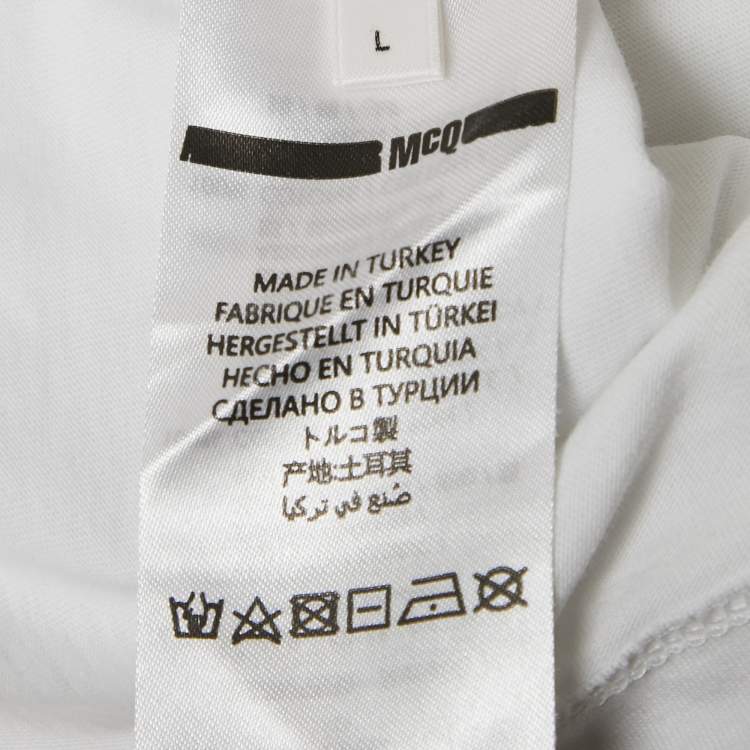 L
McQ
MADE IN TURKEY
FABRIQUE EN TURQUIE
HERGESTELLT IN TÜRKEI
HECHO EN TURQUIA
СДЕЛАНО В ТУРЦИИ
トルコ製
产地:土耳其
صُنع في تركيا